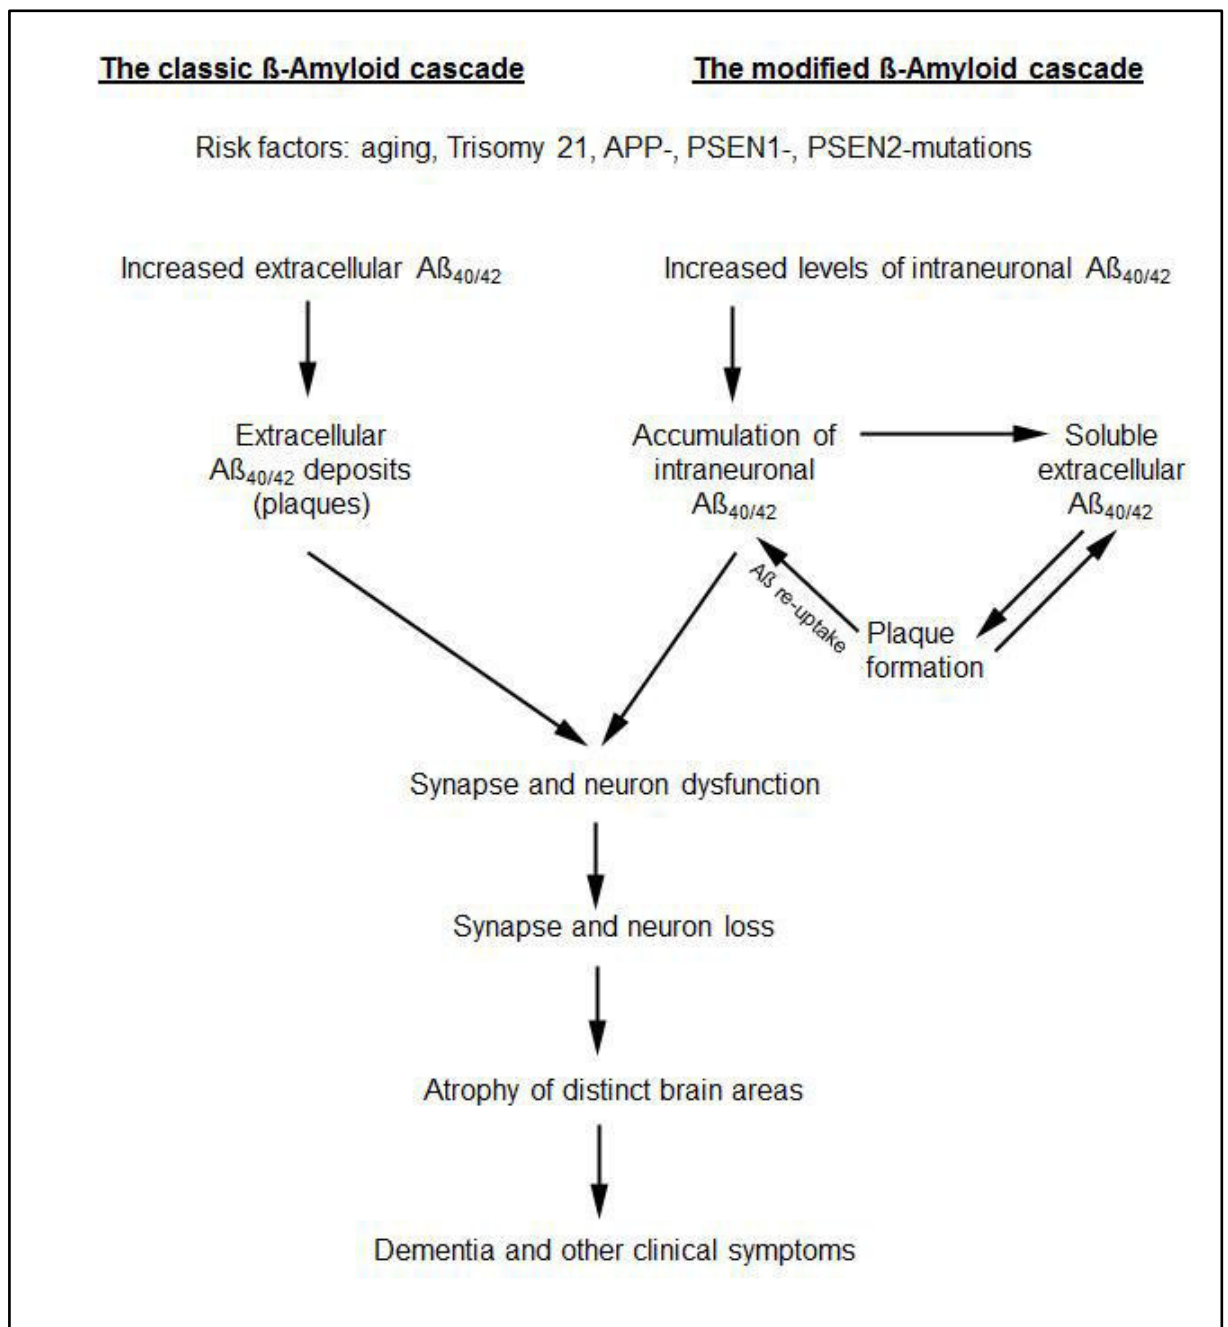 The classic ß-Amyloid cascade
The modified ß-Amyloid cascade
Risk factors: aging, Trisomy 21, APP-, PSEN1-, PSEN2-mutations
Increased extracellular Aß40/42
Increased levels of intraneuronal Aß40/42
Extracellular
Aß40/42 deposits
(plaques)
Accumulation of
intraneuronal
Aß40/42
Soluble
extracellular
Aß40/42
Aß re-uptake
Plaque
formation
Synapse and neuron dysfunction
Synapse and neuron loss
Atrophy of distinct brain areas
Dementia and other clinical symptoms